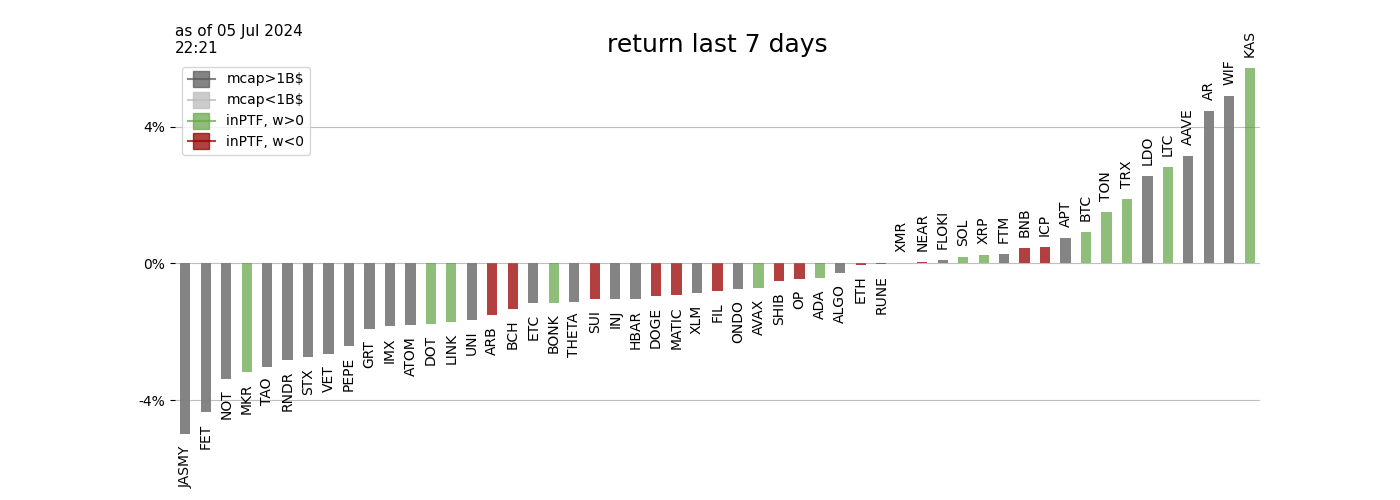 as of 05 Jul 2024
22:21
return last 7 days
mcap>1B$
mcap<1B$
inPTF, w>0
inPTF, w<0
4%
0%
-4%
JASMY
FET
NOT
MKR
TAO
RNDR
STX
VET
PEPE
GRT
IMX
ATOM
DOT
LINK
UNI
ARB
BCH
ETC
BONK
THETA
SUI
INJ
HBAR
DOGE
MATIC
XLM
FIL
ONDO
AVAX
SHIB
OP
ADA
ALGO
ETH
RUNE
XMR
NEAR
FLOKI
SOL
XRP
FTM
BNB
ICP
APT
BTC
TON
TRX
LDO
LTC
AAVE
AR
WIF
KAS